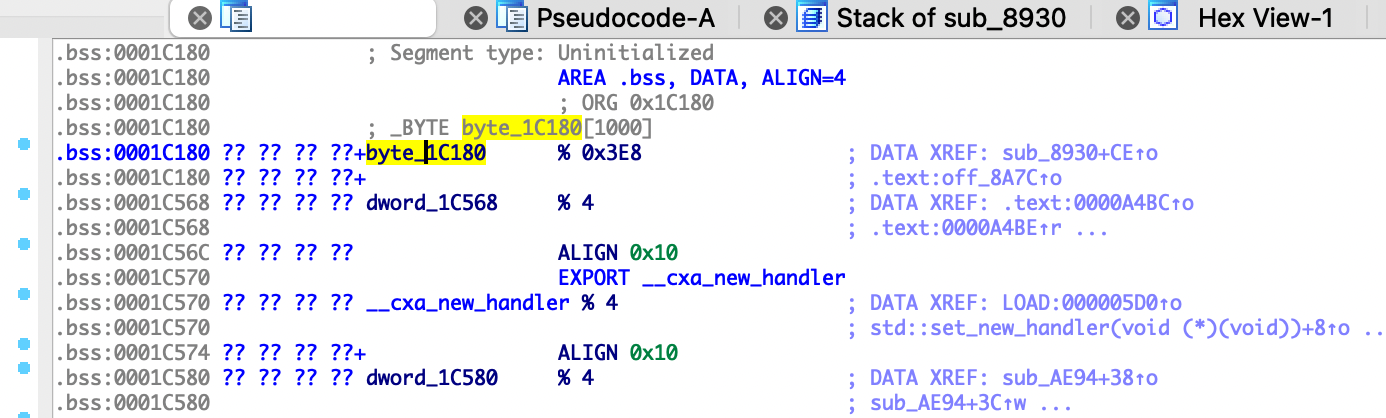 Pseudocode-A Stack of sub_8930 Hex View-1
.bss:0001C180 ; Segment type: Uninitialized
.bss:0001C180 AREA .bss, DATA, ALIGN=4
.bss:0001C180 ; ORG 0x1C180
.bss:0001C180 ; _BYTE byte_1C180[1000]
.bss:0001C180 ?? ?? ?? ??+byte_1C180 % 0x3E8 ; DATA XREF: sub_8930+CE↑o
.bss:0001C180 ?? ?? ?? ??+ ; .text:off_8A7C↑o
.bss:0001C568 ?? ?? ?? ?? dword_1C568 % 4 ; DATA XREF: .text:0000A4BC↑o
.bss:0001C568 ; .text:0000A4BE↑r ...
.bss:0001C56C ?? ?? ?? ?? ALIGN 0x10
.bss:0001C570 EXPORT __cxa_new_handler
.bss:0001C570 ?? ?? ?? ?? __cxa_new_handler % 4 ; DATA XREF: LOAD:000005D0↑o
.bss:0001C570 ; std::set_new_handler(void (*)(void))+8↑o ..
.bss:0001C574 ?? ?? ?? ??+ ALIGN 0x10
.bss:0001C580 ?? ?? ?? ?? dword_1C580 % 4 ; DATA XREF: sub_AE94+38↑o
.bss:0001C580 ; sub_AE94+3C↑w ...